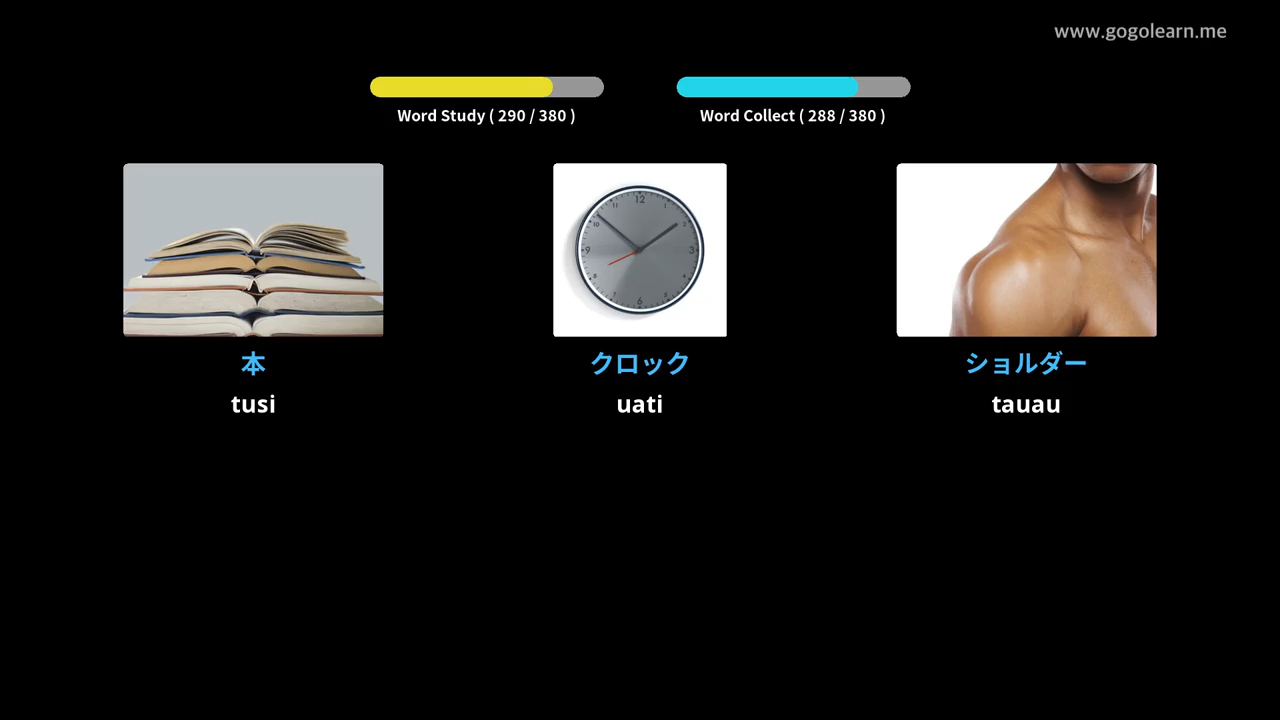 www.gogolearn.me
Word Study ( 290 / 380 )
Word Collect ( 288 / 380 )
本
クロック
ショルダー
tusi
uati
tauau